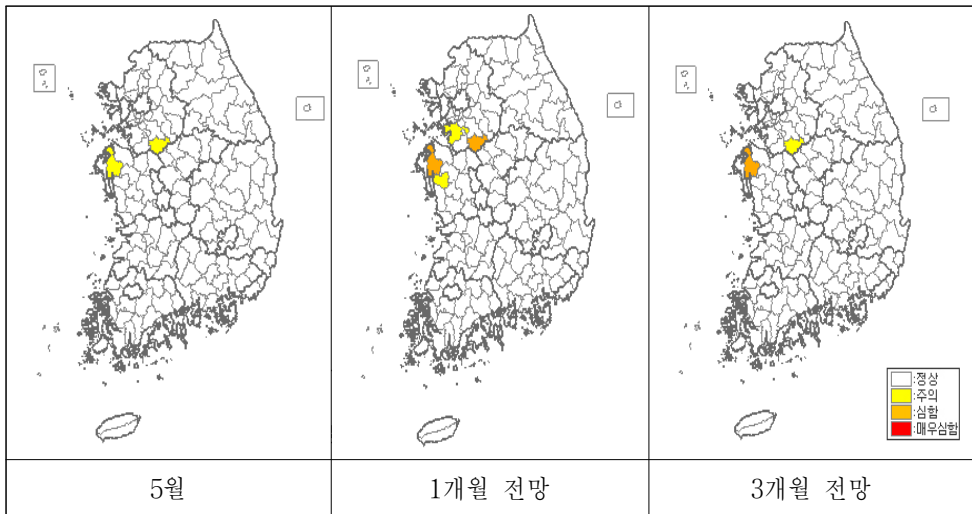 :정상
:주의
:심함
:매우심함
5월
1개월 전망
3개월 전망